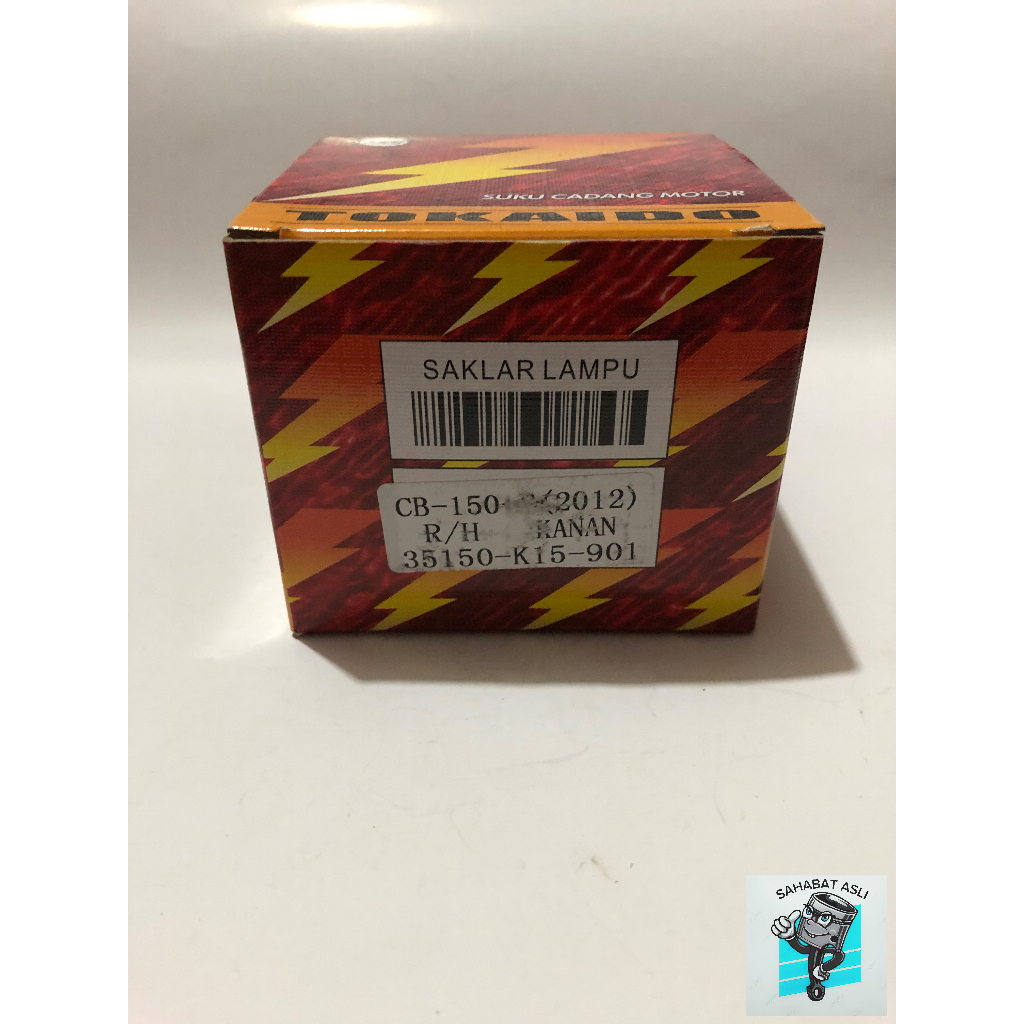 SUKU CADANG MOTOR
TOKAIDO
SAKLAR LAMPU
CB-150 (2012)
R/H KANAN
35150-K15-901
SAHABAT ASLI